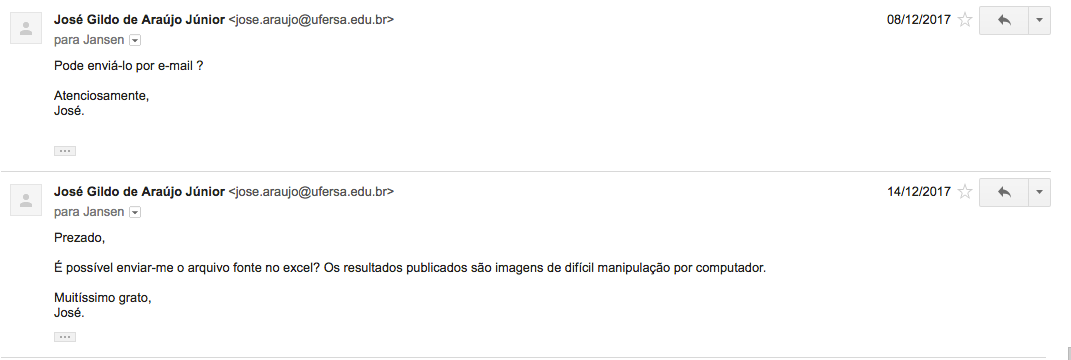 José Gildo de Araújo Júnior <jose.araujo@ufersa.edu.br> 08/12/2017
para Jansen
Pode enviá-lo por e-mail ?
Atenciosamente,
José.
José Gildo de Araújo Júnior <jose.araujo@ufersa.edu.br> 14/12/2017
para Jansen
Prezado,
É possível enviar-me o arquivo fonte no excel? Os resultados publicados são imagens de difícil manipulação por computador.
Muitíssimo grato,
José.